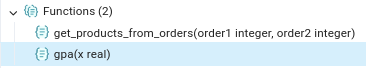 Functions (2)
get_products_from_orders(order1 integer, order2 integer)
gpa(x real)